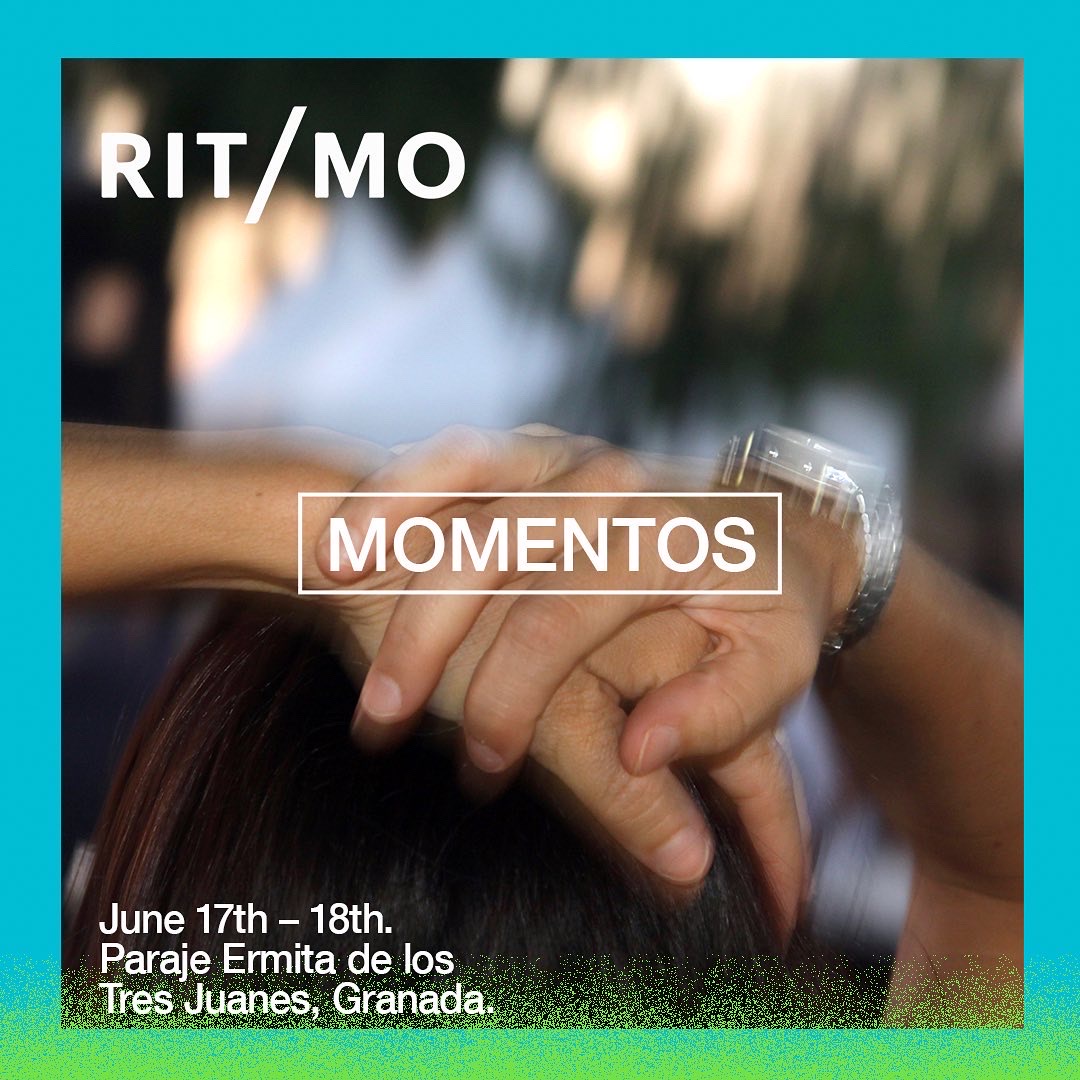 RIT/MO
MOMENTOS
June 17th – 18th.
Paraje Ermita de los
Tres Juanes, Granada.